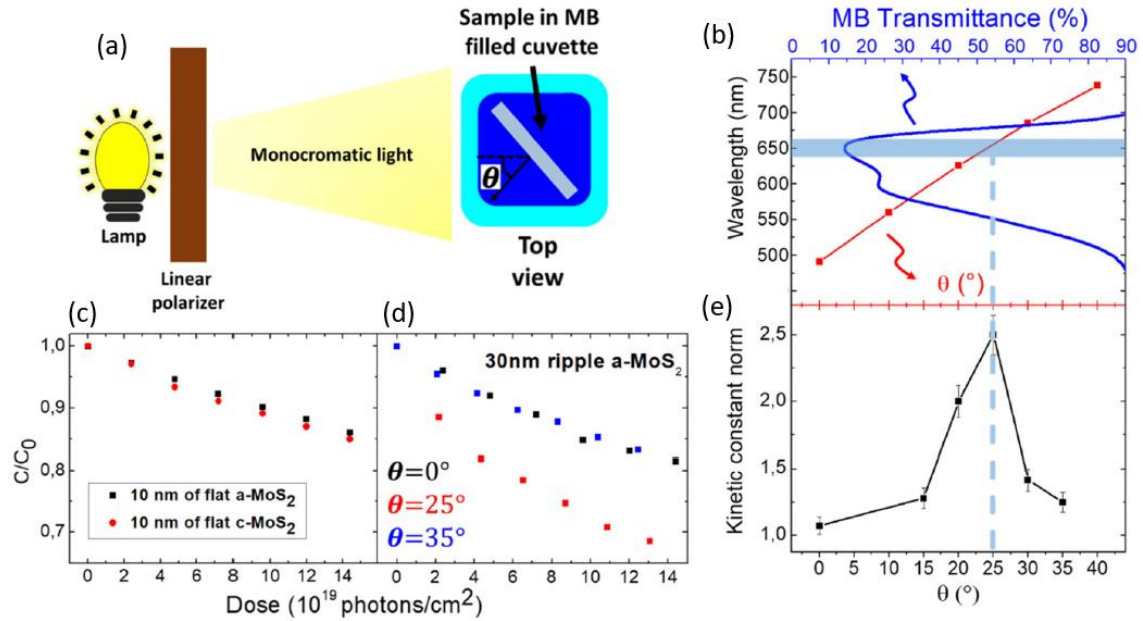 (a)
Sample in MB
filled cuvette
Monocromatic light
θ
Lamp
Linear
polarizer
Top
view
(b)
MB Transmittance (%)
0 10 20 30 40 50 60 70 80 90
Wavelength (nm)
750
700
650
600
550
500
θ (°)
(c)
C/C0
1,0
0,9
0,8
0,7
10 nm of flat a-MoS2
10 nm of flat c-MoS2
0 2 4 6 8 10 12 14
(d)
30nm ripple a-MoS2
θ=0°
θ=25°
θ=35°
0 2 4 6 8 10 12 14
Dose (10^19 photons/cm^2)
(e)
Kinetic constant norm
2,5
2,0
1,5
1,0
0 5 10 15 20 25 30 35 40
θ (°)